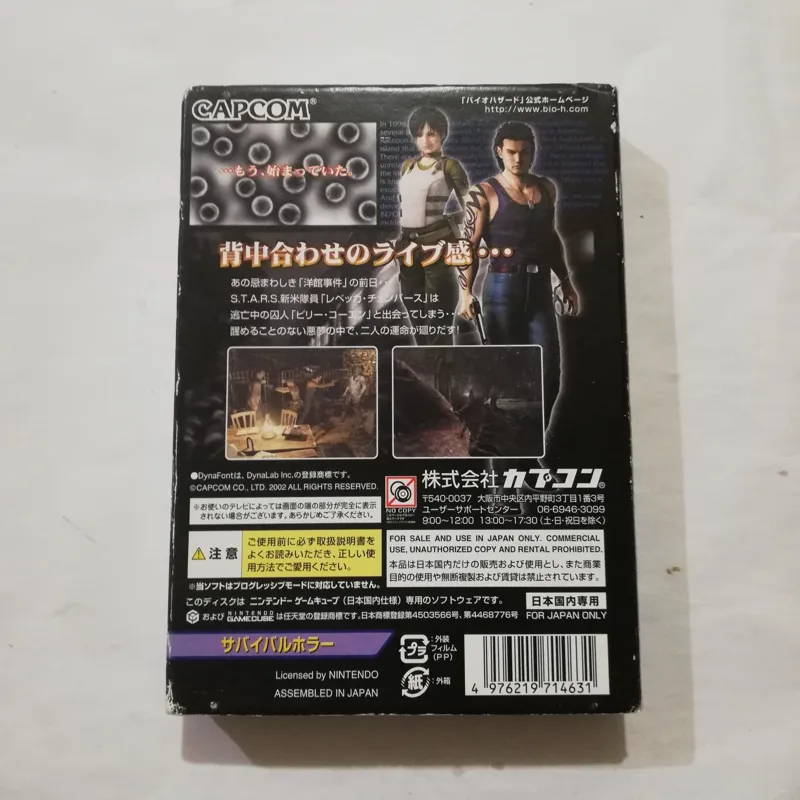 CAPCOM®
「バイオハザード」公式ホームページ
http://www.bio-h.com
…もう、始まっていた。
背中合わせのライブ感・・・
あの忌まわしき「洋館事件」の前日・・
S.T.A.R.S.新米隊員「レベッカ・チェンバース」は
逃亡中の囚人「ビリー・コーエン」と出会ってしまう・・
醒めることのない悪夢の中で、二人の運命が廻りだす!
●DynaFontは、DynaLab Inc.の登録商標です。
©CAPCOM CO., LTD. 2002 ALL RIGHTS RESERVED.
※お使いのテレビによっては画面の端の部分が完全に表示
されない場合がございます。あらかじめご了承ください。
NO COPY
株式会社 カプコン®
〒540-0037 大阪市中央区内平野町3丁目1番3号
ユーザーサポートセンター 06-6946-3099
9:00〜12:00 13:00〜17:30 (土・日・祝日を除く)
注意
ご使用前に必ず取扱説明書を
よくお読みいただき、正しい使
用方法でご愛用ください。
※当ソフトはプログレッシブモードに対応していません。
FOR SALE AND USE IN JAPAN ONLY. COMMERCIAL
USE, UNAUTHORIZED COPY AND RENTAL PROHIBITED.
本品は日本国内だけの販売および使用とし、また商業
目的の使用や無断複製および賃貸は禁止されています。
このディスクは ニンテンドー ゲームキューブ (日本国内仕様) 専用のソフトウェアです。
および NINTENDO GAMECUBE は任天堂の登録商標です。日本商標登録第4503566号、第4468776号
日本国内専用
FOR JAPAN ONLY
サバイバルホラー
Licensed by NINTENDO
ASSEMBLED IN JAPAN
プラ
:外装
フィルム
(PP)
紙
:外箱
4 976219 714631